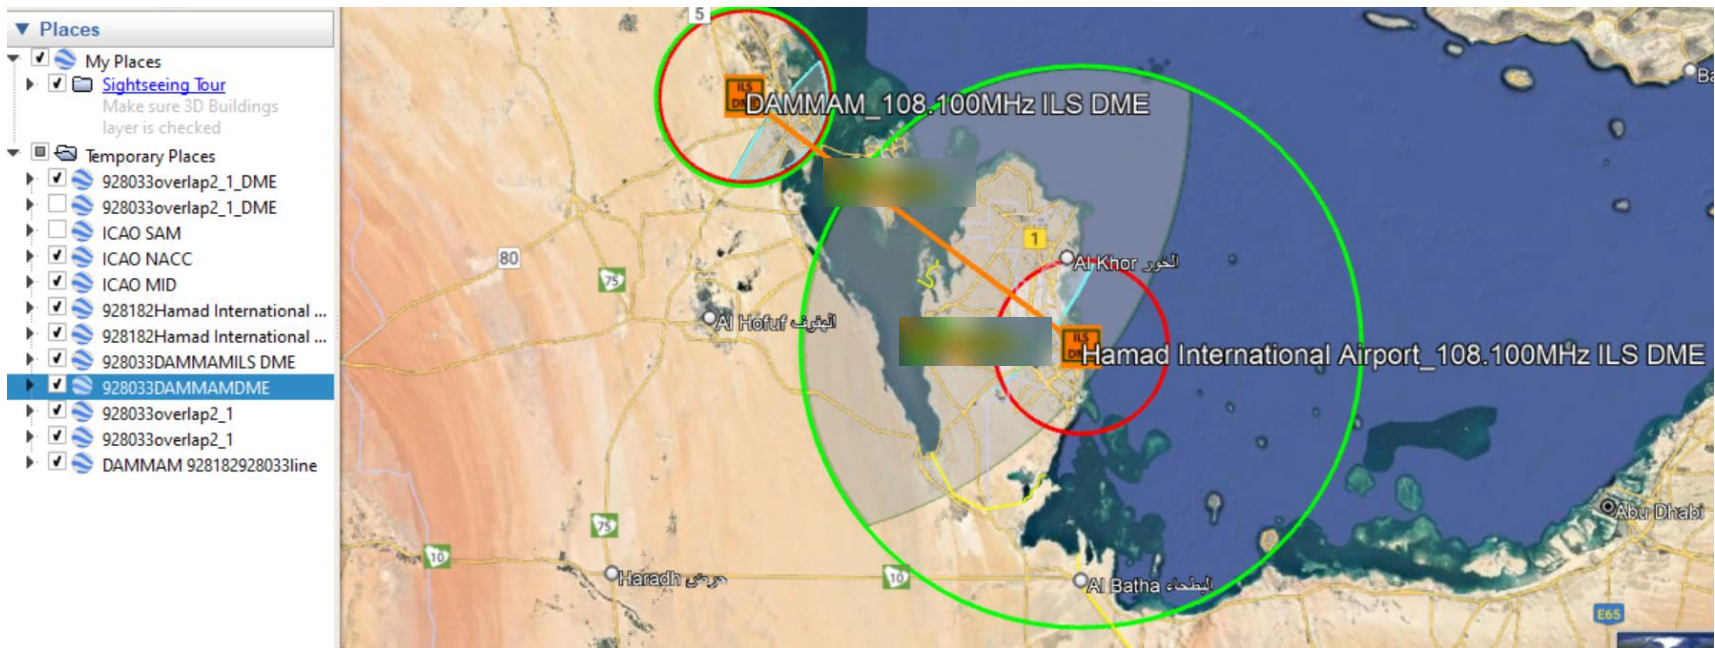 Places
My Places
Sightseeing Tour
Make sure 3D Buildings
layer is checked
Temporary Places
928033overlap2_1_DME
928033overlap2_1_DME
ICAO SAM
ICAO NACC
ICAO MID
928182Hamad International ...
928182Hamad International ...
928033DAMMAMILS DME
928033DAMMAMDME
928033overlap2_1
928033overlap2_1
DAMMAM 928182928033line
5
ILS
DAMMAM_108.100MHz ILS DME
Ba
1
80
Al Khor الخور
75
Al Hofuf الهفوف
ILS
Hamad International Airport_108.100MHz ILS DME
Abu Dhabi
75
10
Haradh حرض
10
Al Batha البطحاء
E65